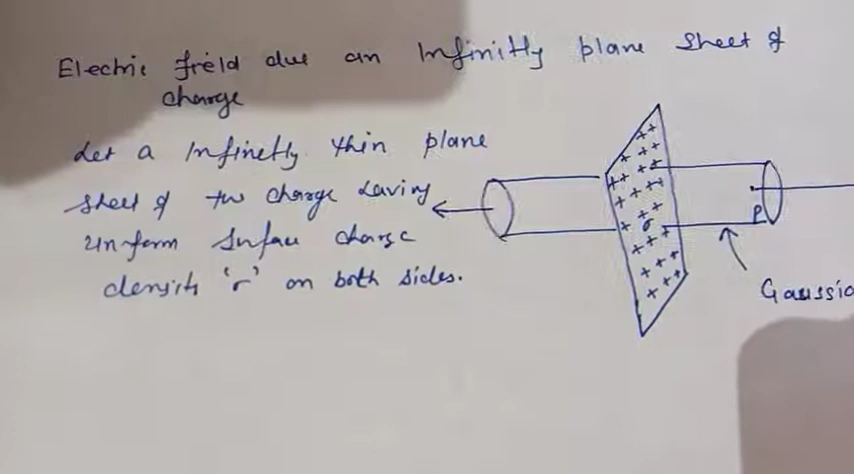 Electric field due an Infinitly plane sheet of
charge
Let a Infinetly thin plane
sheet of +ve charge having
Unform Surface charge
density 'σ' on both sides.
σ
P
Gaussia